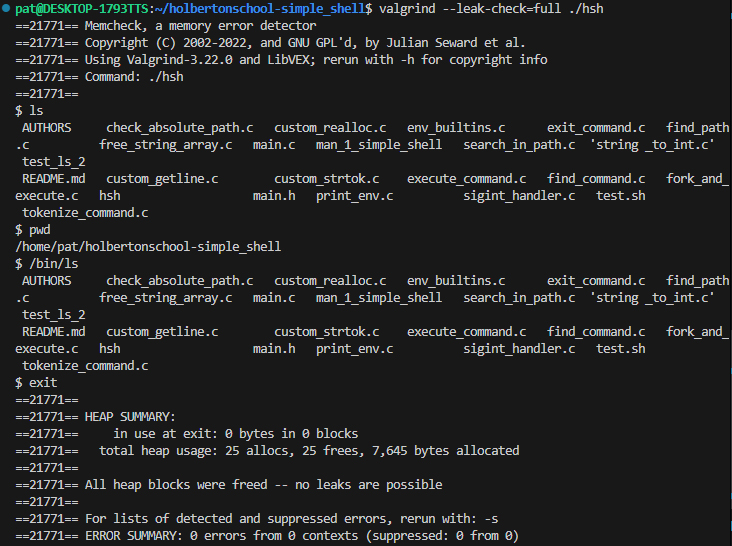 pat@DESKTOP-1793TTS:~/holbertonschool-simple_shell$ valgrind --leak-check=full ./hsh
==21771== Memcheck, a memory error detector
==21771== Copyright (C) 2002-2022, and GNU GPL'd, by Julian Seward et al.
==21771== Using Valgrind-3.22.0 and LibVEX; rerun with -h for copyright info
==21771== Command: ./hsh
==21771==
$ ls
AUTHORS check_absolute_path.c custom_realloc.c env_builtins.c exit_command.c find_path
.c free_string_array.c main.c man_1_simple_shell search_in_path.c 'string _to_int.c'
test_ls_2
README.md custom_getline.c custom_strtok.c execute_command.c find_command.c fork_and_
execute.c hsh main.h print_env.c sigint_handler.c test.sh
tokenize_command.c
$ pwd
/home/pat/holbertonschool-simple_shell
$ /bin/ls
AUTHORS check_absolute_path.c custom_realloc.c env_builtins.c exit_command.c find_path
.c free_string_array.c main.c man_1_simple_shell search_in_path.c 'string _to_int.c'
test_ls_2
README.md custom_getline.c custom_strtok.c execute_command.c find_command.c fork_and_
execute.c hsh main.h print_env.c sigint_handler.c test.sh
tokenize_command.c
$ exit
==21771==
==21771== HEAP SUMMARY:
==21771== in use at exit: 0 bytes in 0 blocks
==21771== total heap usage: 25 allocs, 25 frees, 7,645 bytes allocated
==21771==
==21771== All heap blocks were freed -- no leaks are possible
==21771==
==21771== For lists of detected and suppressed errors, rerun with: -s
==21771== ERROR SUMMARY: 0 errors from 0 contexts (suppressed: 0 from 0)